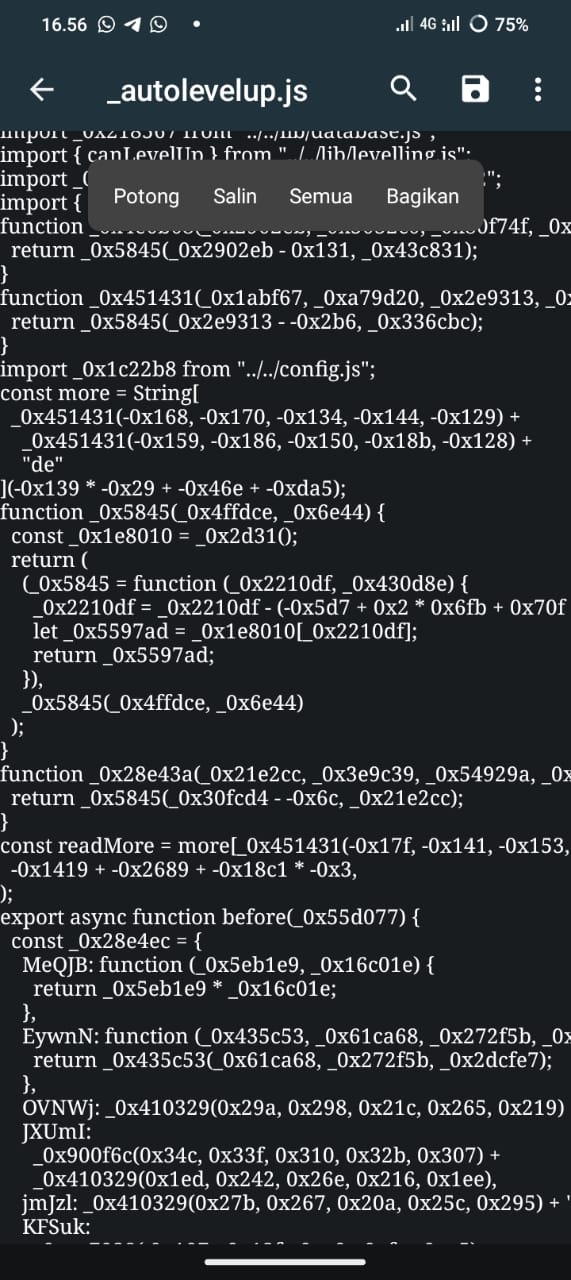 16.56 4G 75%
_autolevelup.js
import _0x218567 from "../../lib/database.js";
import { canLevelUp } from "../../lib/levelling.js";
import
import {
Potong Salin Semua Bagikan
function
return _0x5845(_0x2902eb - 0x131, _0x43c831);
}
function _0x451431(_0x1abf67, _0xa79d20, _0x2e9313,
return _0x5845(_0x2e9313 - -0x2b6, _0x336cbc);
}
import _0x1c22b8 from "../../config.js";
const more = String[
_0x451431(-0x168, -0x170, -0x134, -0x144, -0x129) +
_0x451431(-0x159, -0x186, -0x150, -0x18b, -0x128) +
"de"
](-0x139 * -0x29 + -0x46e + -0xda5);
function _0x5845(_0x4ffdce, _0x6e44) {
const _0x1e8010 = _0x2d31();
return (
(_0x5845 = function (_0x2210df, _0x430d8e) {
_0x2210df = _0x2210df - (-0x5d7 + 0x2 * 0x6fb + 0x70f
let _0x5597ad = _0x1e8010[_0x2210df];
return _0x5597ad;
}),
_0x5845(_0x4ffdce, _0x6e44)
);
}
function _0x28e43a(_0x21e2cc, _0x3e9c39, _0x54929a, _0x
return _0x5845(_0x30fcd4 - -0x6c, _0x21e2cc);
}
const readMore = more[_0x451431(-0x17f, -0x141, -0x153,
-0x1419 + -0x2689 + -0x18c1 * -0x3,
);
export async function before(_0x55d077) {
const _0x28e4ec = {
MeQJB: function (_0x5eb1e9, _0x16c01e) {
return _0x5eb1e9 * _0x16c01e;
},
EywnN: function (_0x435c53, _0x61ca68, _0x272f5b, _0x
return _0x435c53(_0x61ca68, _0x272f5b, _0x2dcfe7);
},
OVNWj: _0x410329(0x29a, 0x298, 0x21c, 0x265, 0x219)
JXUmI:
_0x900f6c(0x34c, 0x33f, 0x310, 0x32b, 0x307) +
_0x410329(0x1ed, 0x242, 0x26e, 0x216, 0x1ee),
jmJzl: _0x410329(0x27b, 0x267, 0x20a, 0x25c, 0x295) + "
KFSuk: